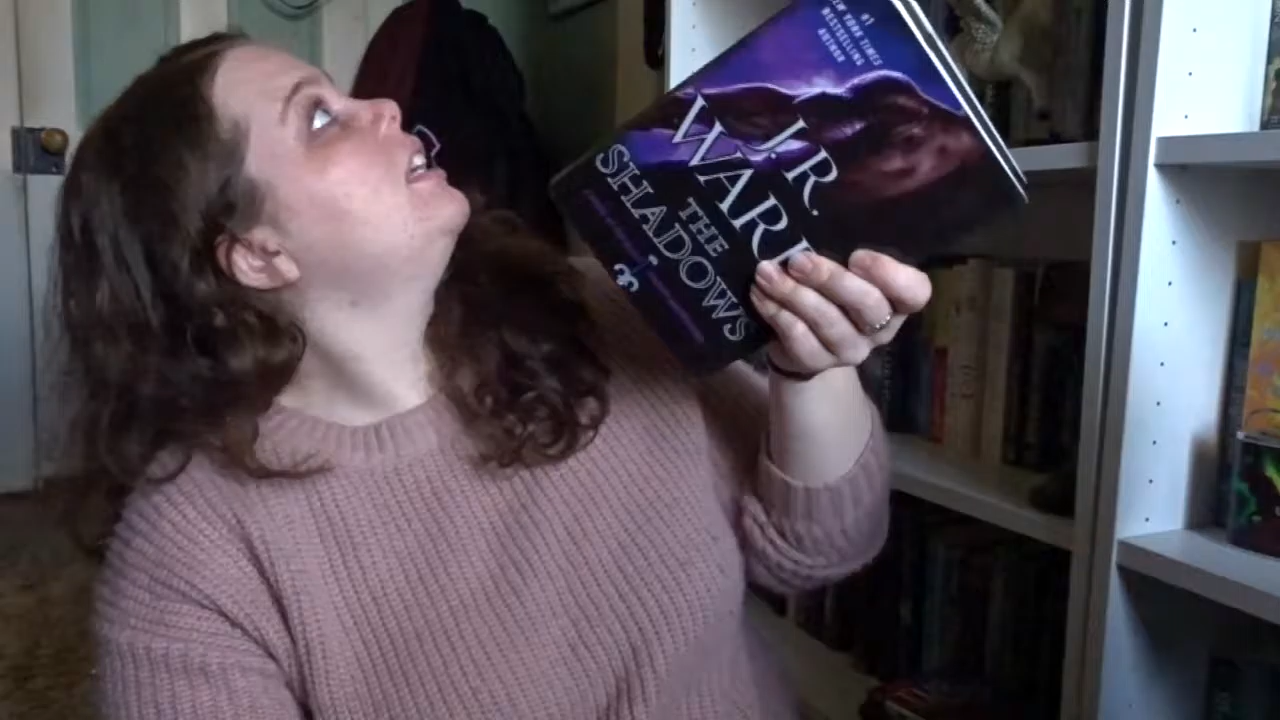 #1
NEW YORK TIMES
BESTSELLING
AUTHOR
J.R.
WARD
THE
SHADOWS